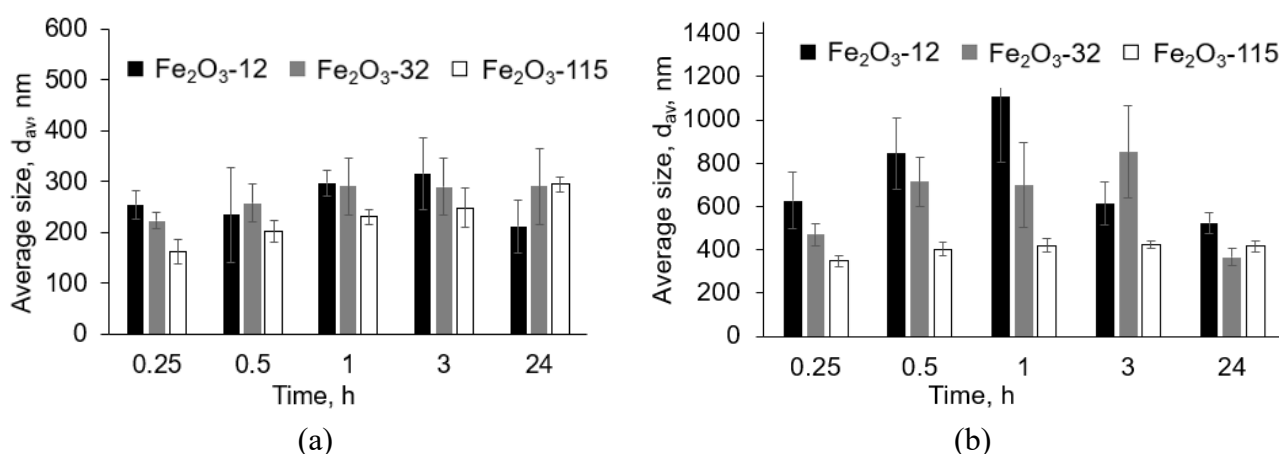 600
500
400
300
200
100
0
Average size, dav, nm
Fe2O3-12 Fe2O3-32 Fe2O3-115
0.25 0.5 1 3 24
Time, h
(a)
1400
1200
1000
800
600
400
200
0
Average size, dav, nm
Fe2O3-12 Fe2O3-32 Fe2O3-115
0.25 0.5 1 3 24
Time, h
(b)